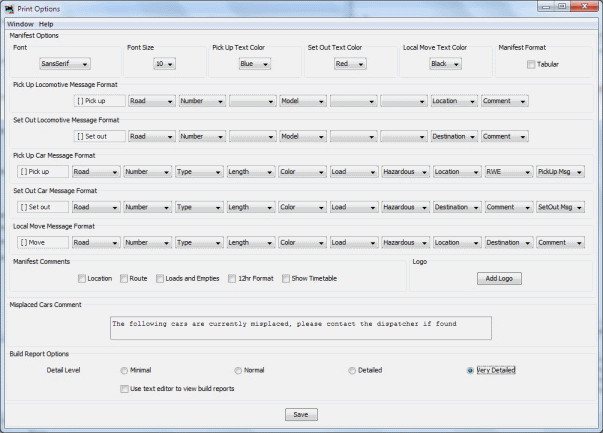 Print Options
Window Help
Manifest Options
Font Font Size Pick Up Text Color Set Out Text Color Local Move Text Color Manifest Format
SansSerif 10 Blue Red Black Tabular
Pick Up Locomotive Message Format
[ ] Pick up Road Number Model Location Comment
Set Out Locomotive Message Format
[ ] Set out Road Number Model Destination Comment
Pick Up Car Message Format
[ ] Pick up Road Number Type Length Color Load Hazardous Location RWE PickUp Msg
Set Out Car Message Format
[ ] Set out Road Number Type Length Color Load Hazardous Destination Comment SetOut Msg
Local Move Message Format
[ ] Move Road Number Type Length Color Load Hazardous Location Destination Comment
Manifest Comments Logo
Location Route Loads and Empties 12hr Format Show Timetable Add Logo
Misplaced Cars Comment
The following cars are currently misplaced, please contact the dispatcher if found
Build Report Options
Detail Level Minimal Normal Detailed Very Detailed
Use text editor to view build reports
Save